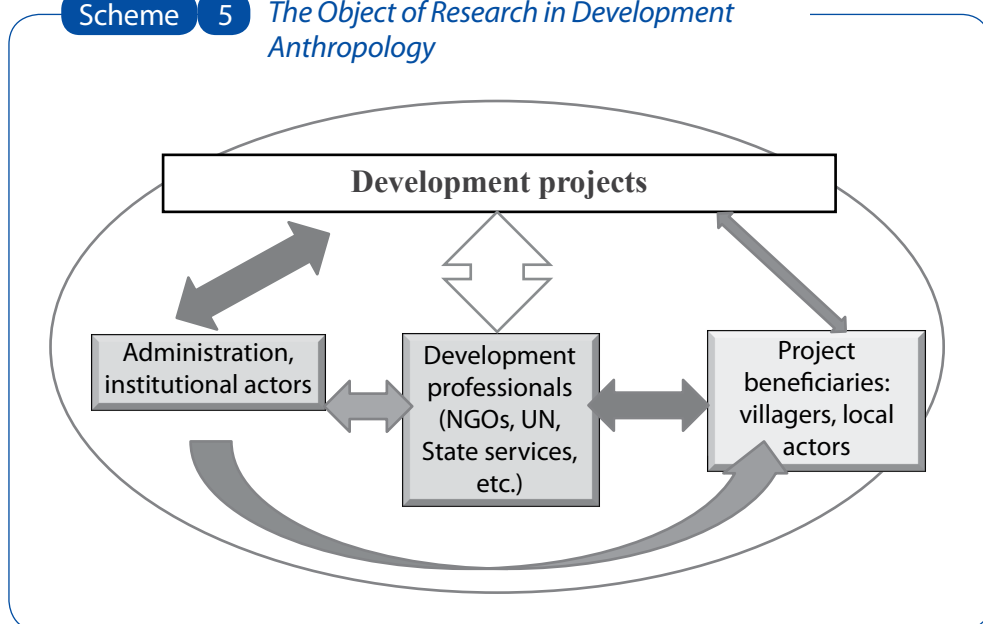 Scheme 5 The Object of Research in Development
Anthropology
Development projects
Administration,
institutional actors
Development
professionals
(NGOs, UN,
State services,
etc.)
Project
beneficiaries:
villagers, local
actors